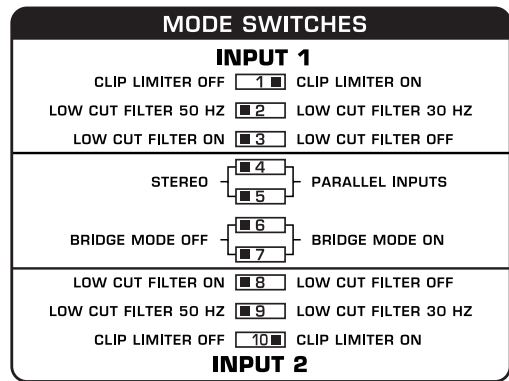 MODE SWITCHES
INPUT 1
CLIP LIMITER OFF 1 CLIP LIMITER ON
LOW CUT FILTER 50 HZ 2 LOW CUT FILTER 30 HZ
LOW CUT FILTER ON 3 LOW CUT FILTER OFF
4
STEREO PARALLEL INPUTS
5
6
BRIDGE MODE OFF BRIDGE MODE ON
7
LOW CUT FILTER ON 8 LOW CUT FILTER OFF
LOW CUT FILTER 50 HZ 9 LOW CUT FILTER 30 HZ
CLIP LIMITER OFF 10 CLIP LIMITER ON
INPUT 2